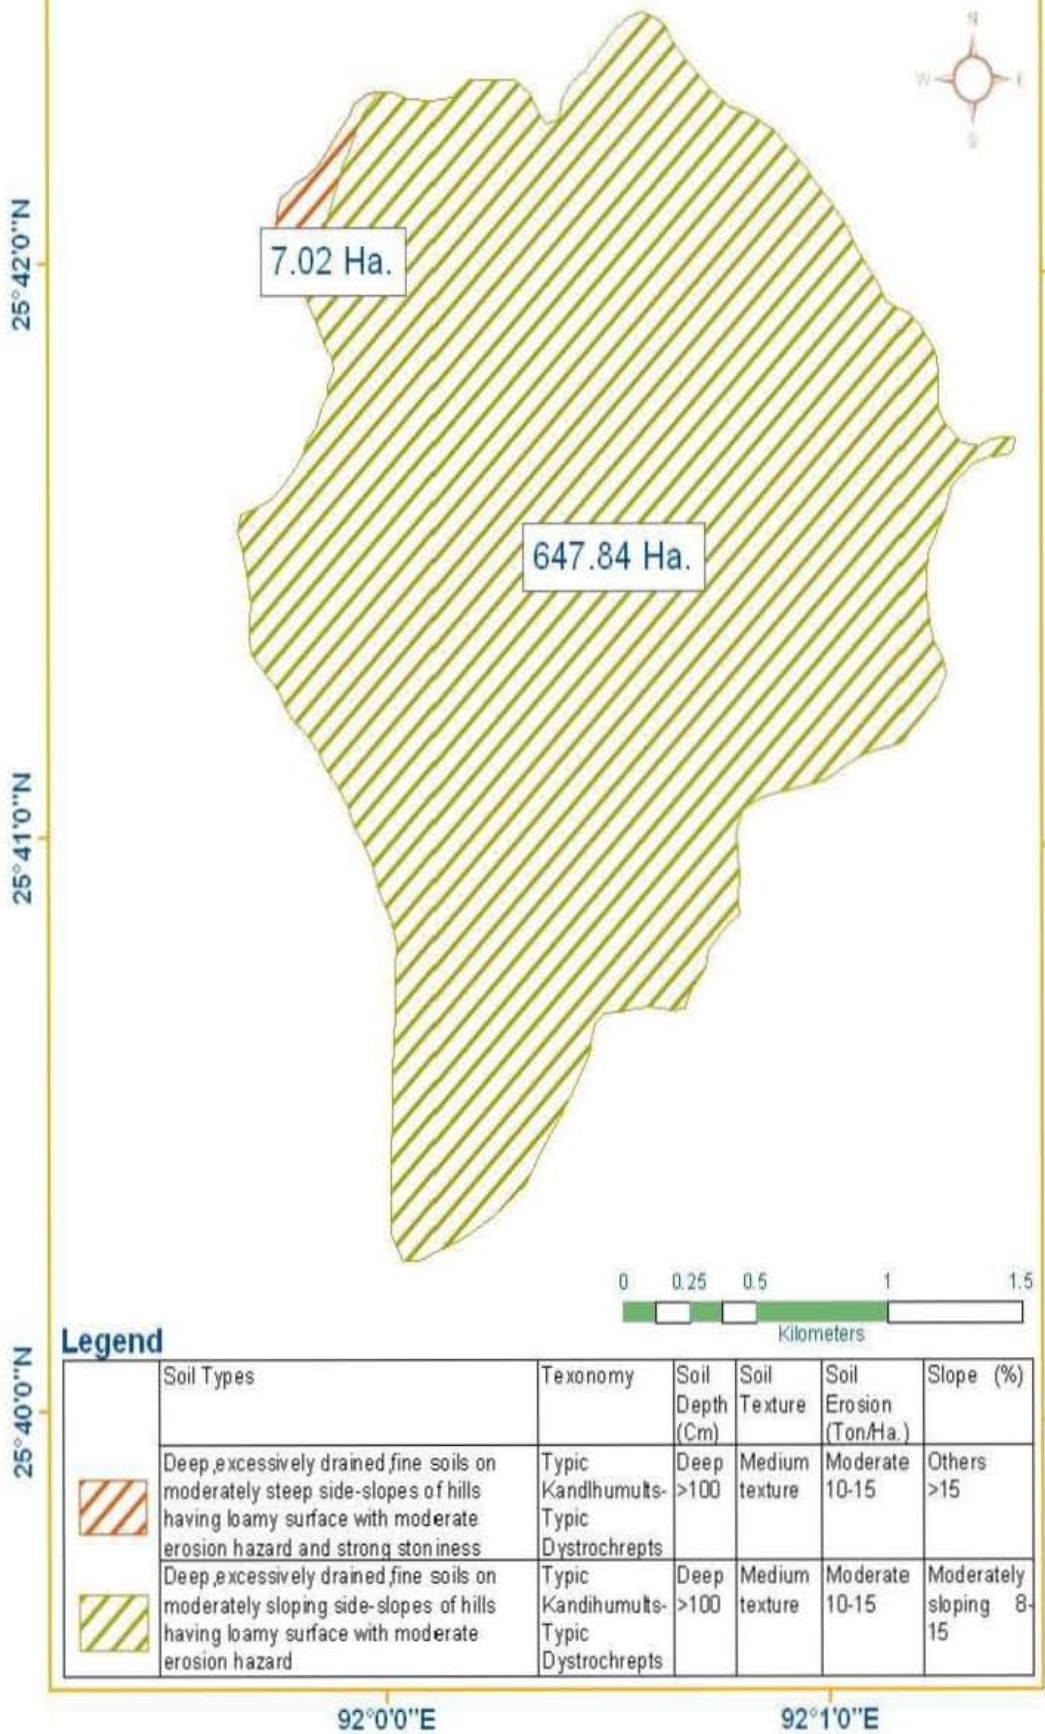 N
W
E
S
25°42'0"N
7.02 Ha.
647.84 Ha.
25°41'0"N
0 0.25 0.5 1 1.5
Kilometers
Legend
25°40'0"N
Soil Types
Texonomy
Soil
Depth
(Cm)
Soil
Texture
Soil
Erosion
(Ton/Ha.)
Slope (%)
Deep,excessively drained,fine soils on
moderately steep side-slopes of hills
having loamy surface with moderate
erosion hazard and strong stoniness
Typic
Kandlhumults-
Typic
Dystrochrepts
Deep
>100
Medium
texture
Moderate
10-15
Others
>15
Deep,excessively drained,fine soils on
moderately sloping side-slopes of hills
having loamy surface with moderate
erosion hazard
Typic
Kandihumults-
Typic
Dystrochrepts
Deep
>100
Medium
texture
Moderate
10-15
Moderately
sloping 8-
15
92°0'0"E 92°1'0"E